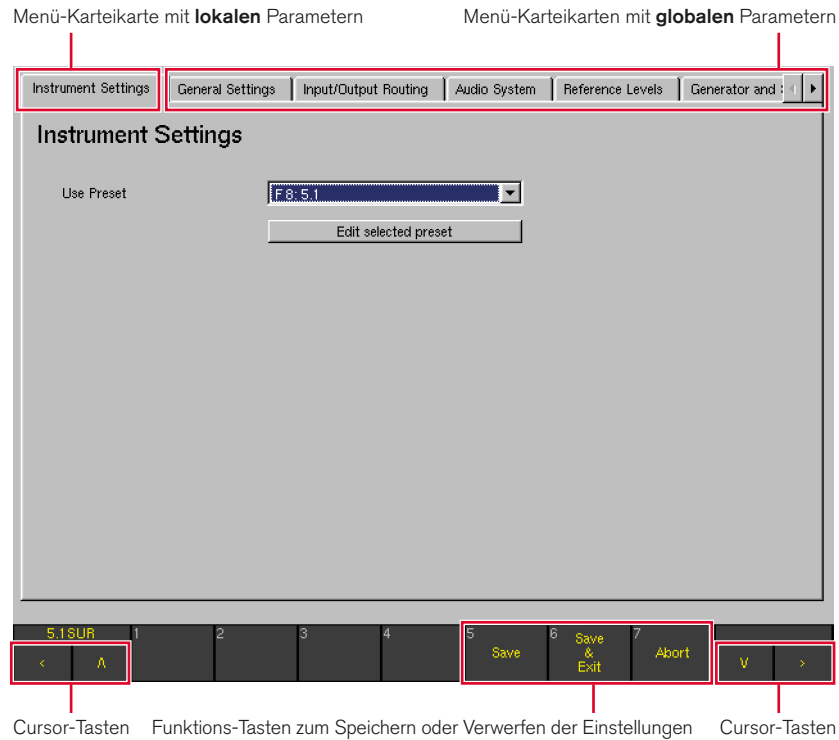 Menü-Karteikarte mit lokalen Parametern
Menü-Karteikarten mit globalen Parametern
Instrument Settings
General Settings
Input/Output Routing
Audio System
Reference Levels
Generator and
Instrument Settings
Use Preset
F 8: 5.1
Edit selected preset
5.1SUR
1
2
3
4
5
6
7
< Λ
Save
Save
&
Exit
Abort
V >
Cursor-Tasten
Funktions-Tasten zum Speichern oder Verwerfen der Einstellungen
Cursor-Tasten